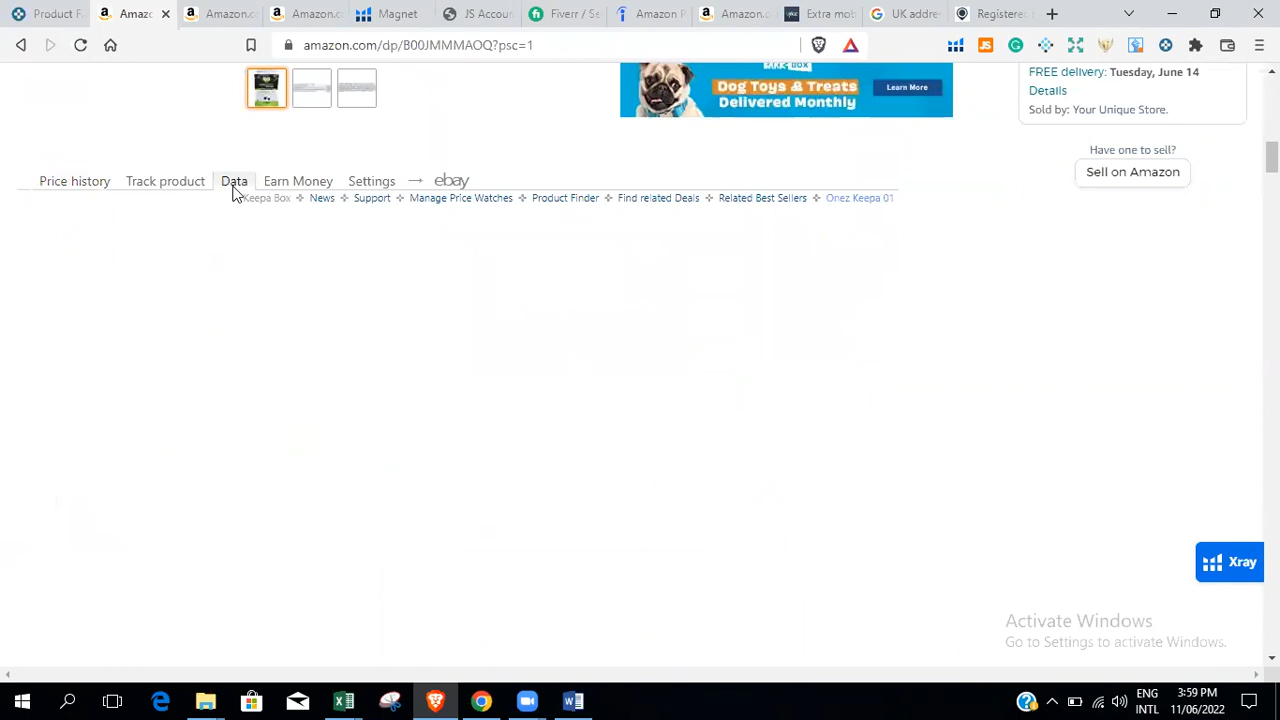 Product F
Amazc
Amazon.c
Amazon.c
Magnet
JS Accou
Fiverr / Se
Amazon P
Amazon.c
Extra mob
UK addre
Registere
amazon.com/dp/B00JMMMAOQ?psc=1
Dog Toys & Treats
Delivered Monthly
Learn More
FREE delivery: Tuesday, June 14
Details
Sold by: Your Unique Store.
Have one to sell?
Sell on Amazon
Price history Track product Data Earn Money Settings → ebay
Keepa Box News Support Manage Price Watches Product Finder Find related Deals Related Best Sellers Onez Keepa 01
Xray
Activate Windows
Go to Settings to activate Windows.
ENG 3:59 PM
INTL 11/06/2022